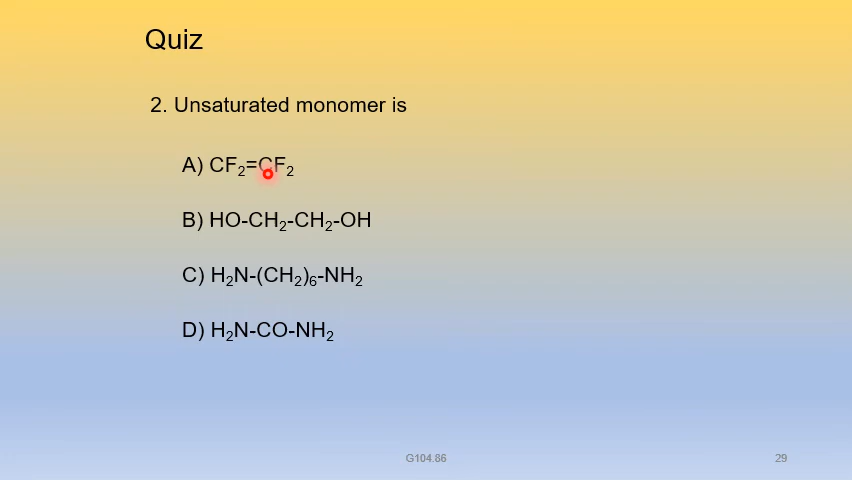 Quiz
2. Unsaturated monomer is
A) CF₂=CF₂
B) HO-CH₂-CH₂-OH
C) H₂N-(CH₂)₆-NH₂
D) H₂N-CO-NH₂
G104.86
29